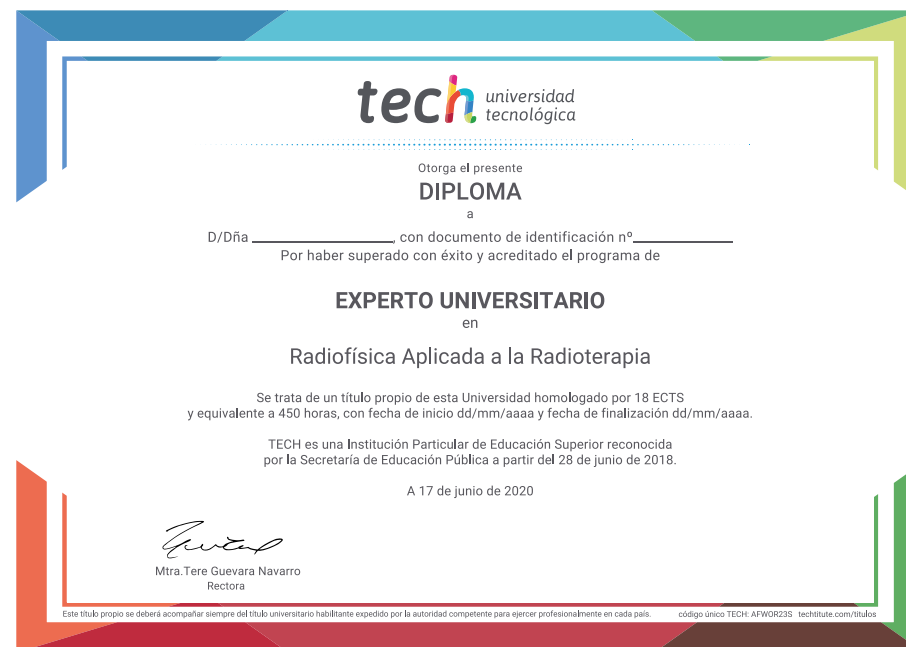 tech universidad
tecnológica
Otorga el presente
DIPLOMA
a
D/Dña ____________________, con documento de identificación nº______________
Por haber superado con éxito y acreditado el programa de
EXPERTO UNIVERSITARIO
en
Radiofísica Aplicada a la Radioterapia
Se trata de un título propio de esta Universidad homologado por 18 ECTS
y equivalente a 450 horas, con fecha de inicio dd/mm/aaaa y fecha de finalización dd/mm/aaaa.
TECH es una Institución Particular de Educación Superior reconocida
por la Secretaría de Educación Pública a partir del 28 de junio de 2018.
A 17 de junio de 2020
Mtra.Tere Guevara Navarro
Rectora
Este título propio se deberá acompañar siempre del título universitario habilitante expedido por la autoridad competente para ejercer profesionalmente en cada país. código único TECH: AFWOR23S techtitute.com/titulos